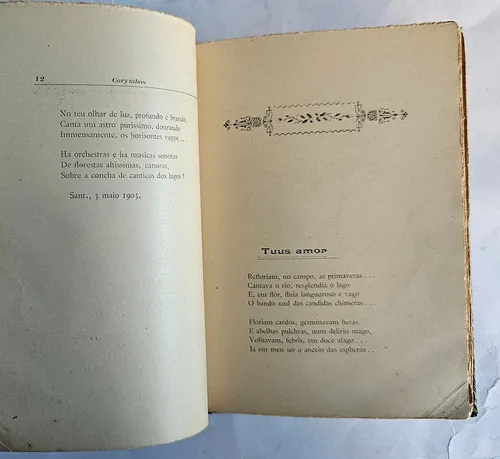 12
Corymbos
No teu olhar de luz, profundo e brando,
Canta um astro purissimo, dourando
Immensamente, os horisontes vagos...
Ha orchestras e ha musicas sonoras
De florestas altissimas, canoras,
Sobre a concha de canticos dos lagos!
Sant., 3 maio 1903.
Tuus amor
Refloriam, no campo, as primaveras...
Cantava o rio, resplendia o lago
E, em flôr, fluia languoroso e vago
O bando azul das candidas chimeras...
Floriam cardos, germinavam heras
E abelhas pulchras, num delirio mago,
Volitavam, febris, em doce afago...
Ia em meu ser o anceio das espheras...